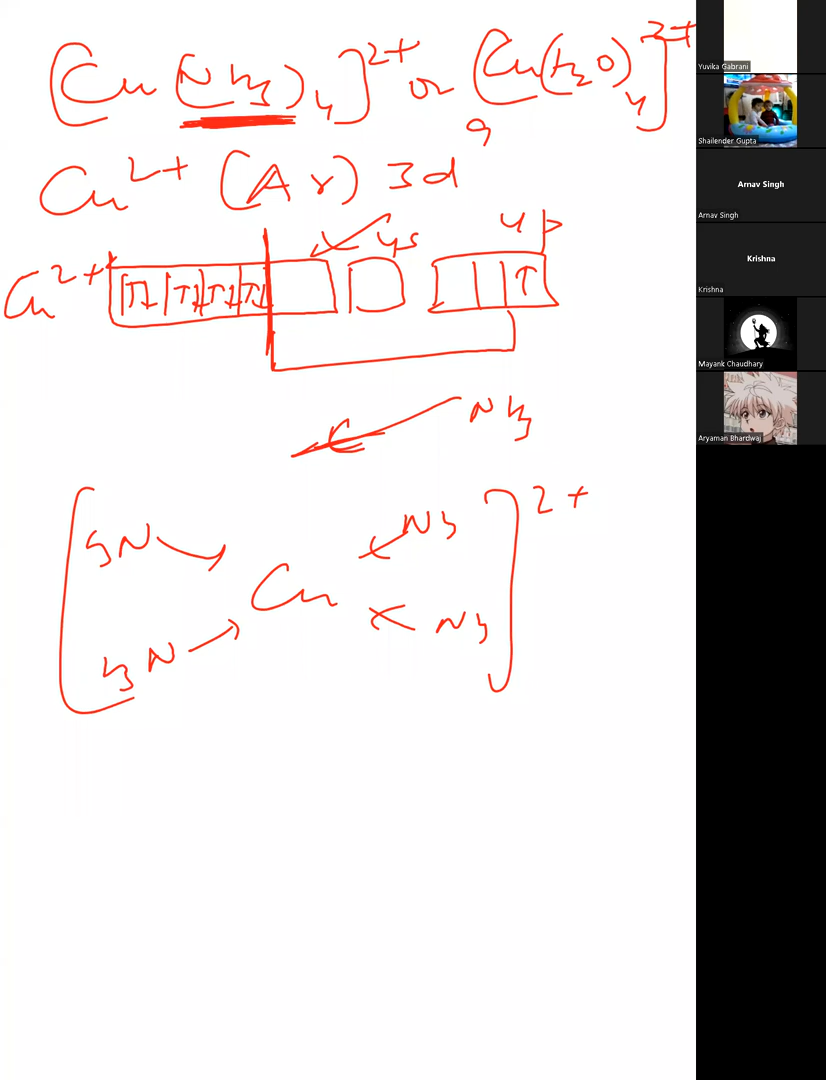 [Cu(NH3)4]2+ or [Cu(H2O)4]2+
Cu2+ (Ar) 3d9
4s 4p
Cu2+
NH3
[H3N Cu NH3]2+
H3N NH3
Yuvika Gabrani
Shailender Gupta
Arnav Singh
Arnav Singh
Krishna
Krishna
Mayank Chaudhary
Aryaman Bhardwaj